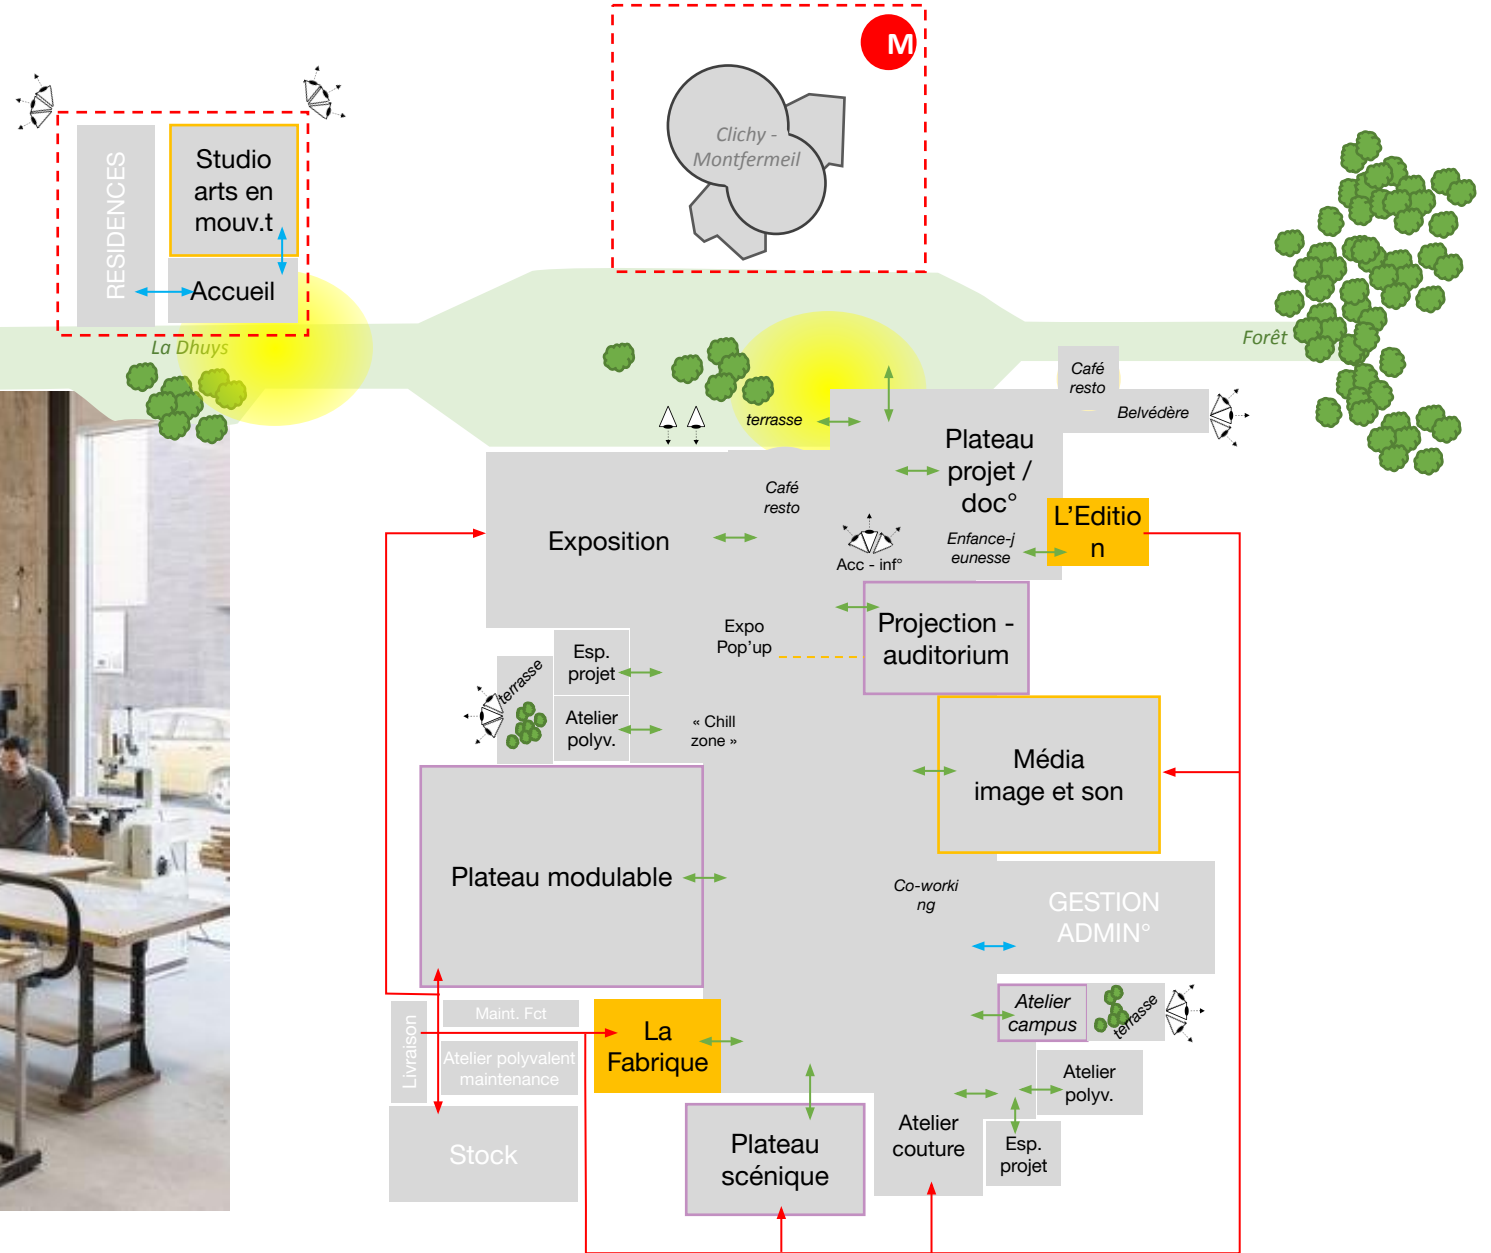 M
Clichy -
Montfermeil
RESIDENCES
Studio
arts en
mouv.t
Accueil
La Dhuys
Forêt
Café
resto
Belvédère
terrasse
Plateau
projet /
doc°
Café
resto
Exposition
L'Editio
n
Enfance-j
eunesse
Acc - inf°
Expo
Pop'up
Projection -
auditorium
Esp.
projet
terrasse
Atelier
polyv.
« Chill
zone »
Média
image et son
Plateau modulable
Co-worki
ng
GESTION
ADMIN°
Atelier
campus
terrasse
Livraison
Maint. Fct
La
Fabrique
Atelier polyvalent
maintenance
Atelier
polyv.
Stock
Plateau
scénique
Atelier
couture
Esp.
projet